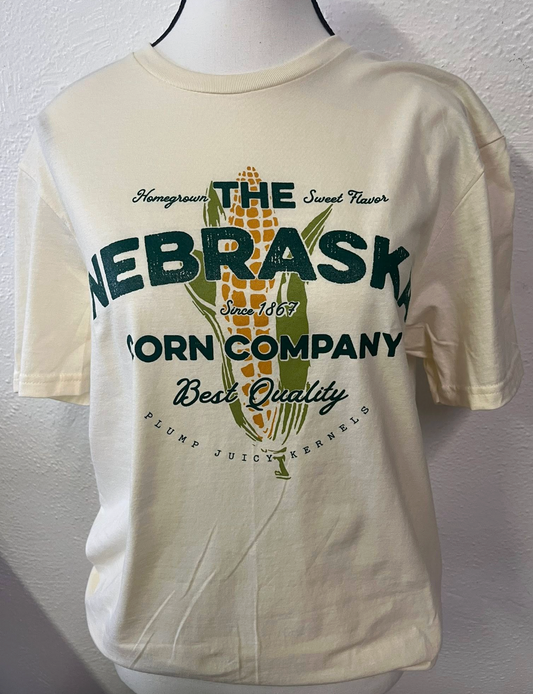 Homegrown THE Sweet Flavor
NEBRASKA
Since 1867
CORN COMPANY
Best Quality
PLUMP JUICY KERNELS